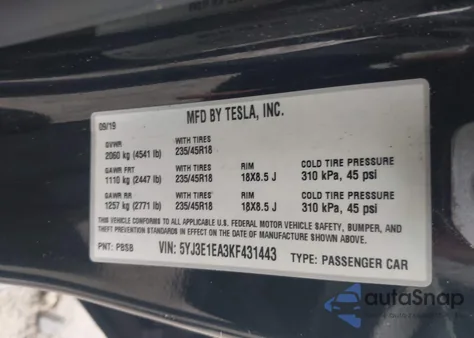 MFD BY TESLA, INC.
09/19
GVWR WITH TIRES
2060 kg (4541 lb) 235/45R18
GAWR FRT WITH TIRES RIM COLD TIRE PRESSURE
1110 kg (2447 lb) 235/45R18 18X8.5 J 310 kPa, 45 psi
GAWR RR WITH TIRES RIM COLD TIRE PRESSURE
1257 kg (2771 lb) 235/45R18 18X8.5 J 310 kPa, 45 psi
THIS VEHICLE CONFORMS TO ALL APPLICABLE U.S. FEDERAL MOTOR VEHICLE SAFETY, BUMPER, AND
THEFT PREVENTION STANDARDS IN EFFECT ON THE DATE OF MANUFACTURE SHOWN ABOVE.
PNT: PBSB VIN: 5YJ3E1EA3KF431443 TYPE: PASSENGER CAR
autoSnap